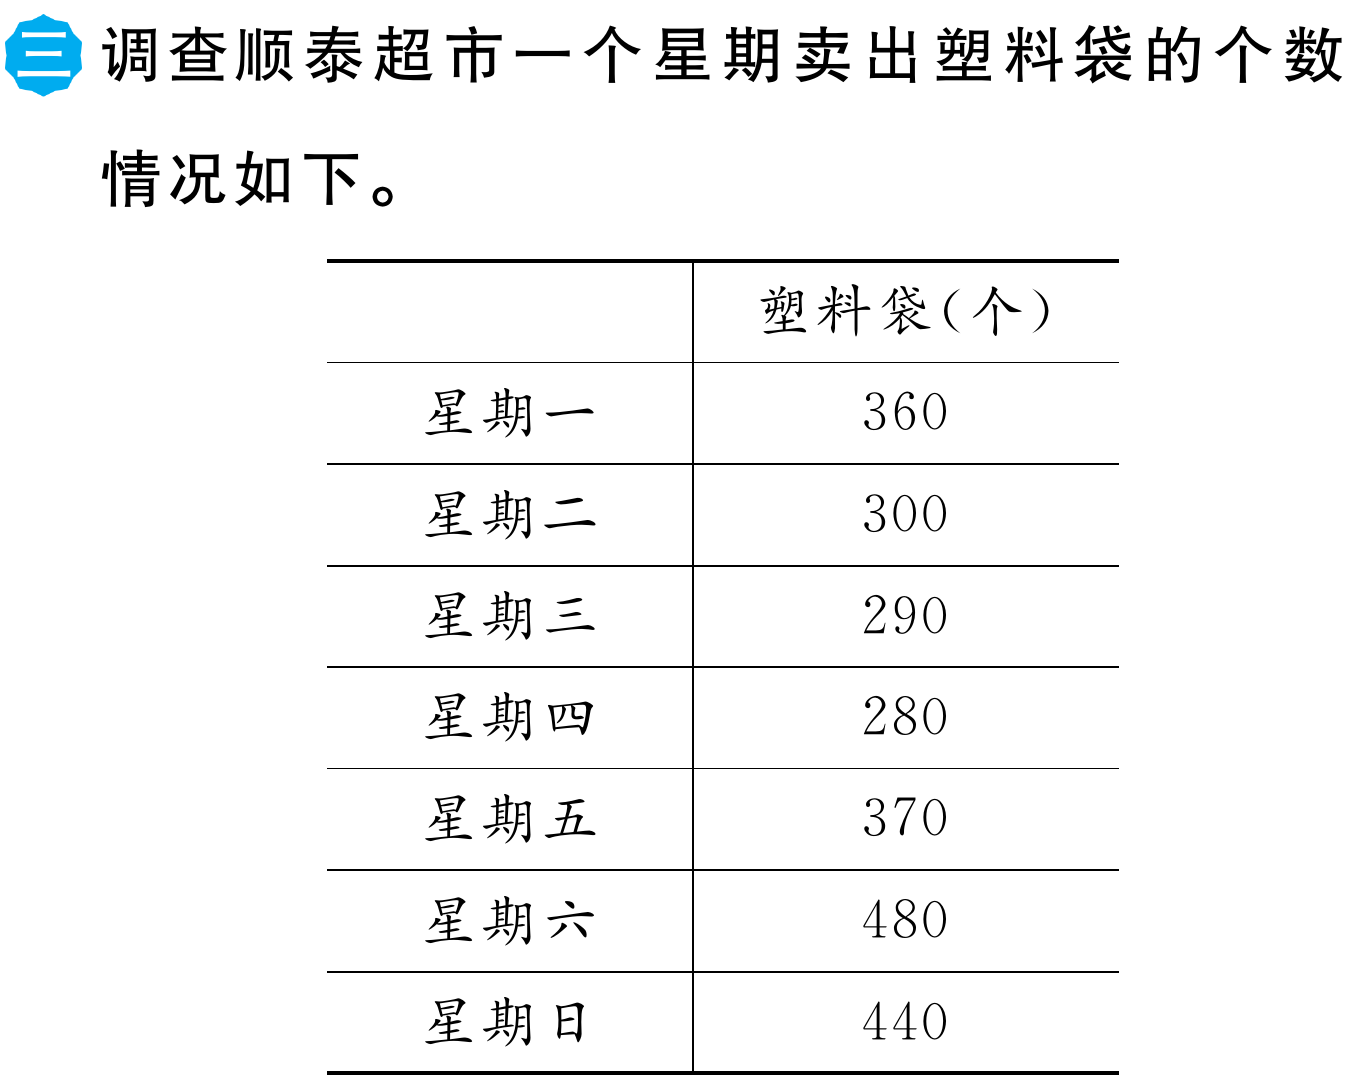 三 调查顺泰超市一个星期卖出塑料袋的个数
情况如下。
塑料袋(个)
星期一 360
星期二 300
星期三 290
星期四 280
星期五 370
星期六 480
星期日 440